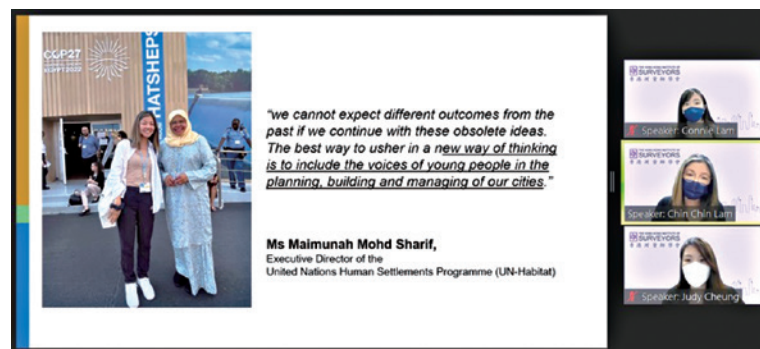 COP27
EGYPT2022
HATSHEPS
"we cannot expect different outcomes from the
past if we continue with these obsolete ideas.
The best way to usher in a new way of thinking
is to include the voices of young people in the
planning, building and managing of our cities."
Ms Maimunah Mohd Sharif,
Executive Director of the
United Nations Human Settlements Programme (UN-Habitat)
SURVEYORS
Speaker: Connie Lam
SURVEYORS
Speaker: Chin Chin Lam
SURVEYORS
Speaker: Judy Cheung